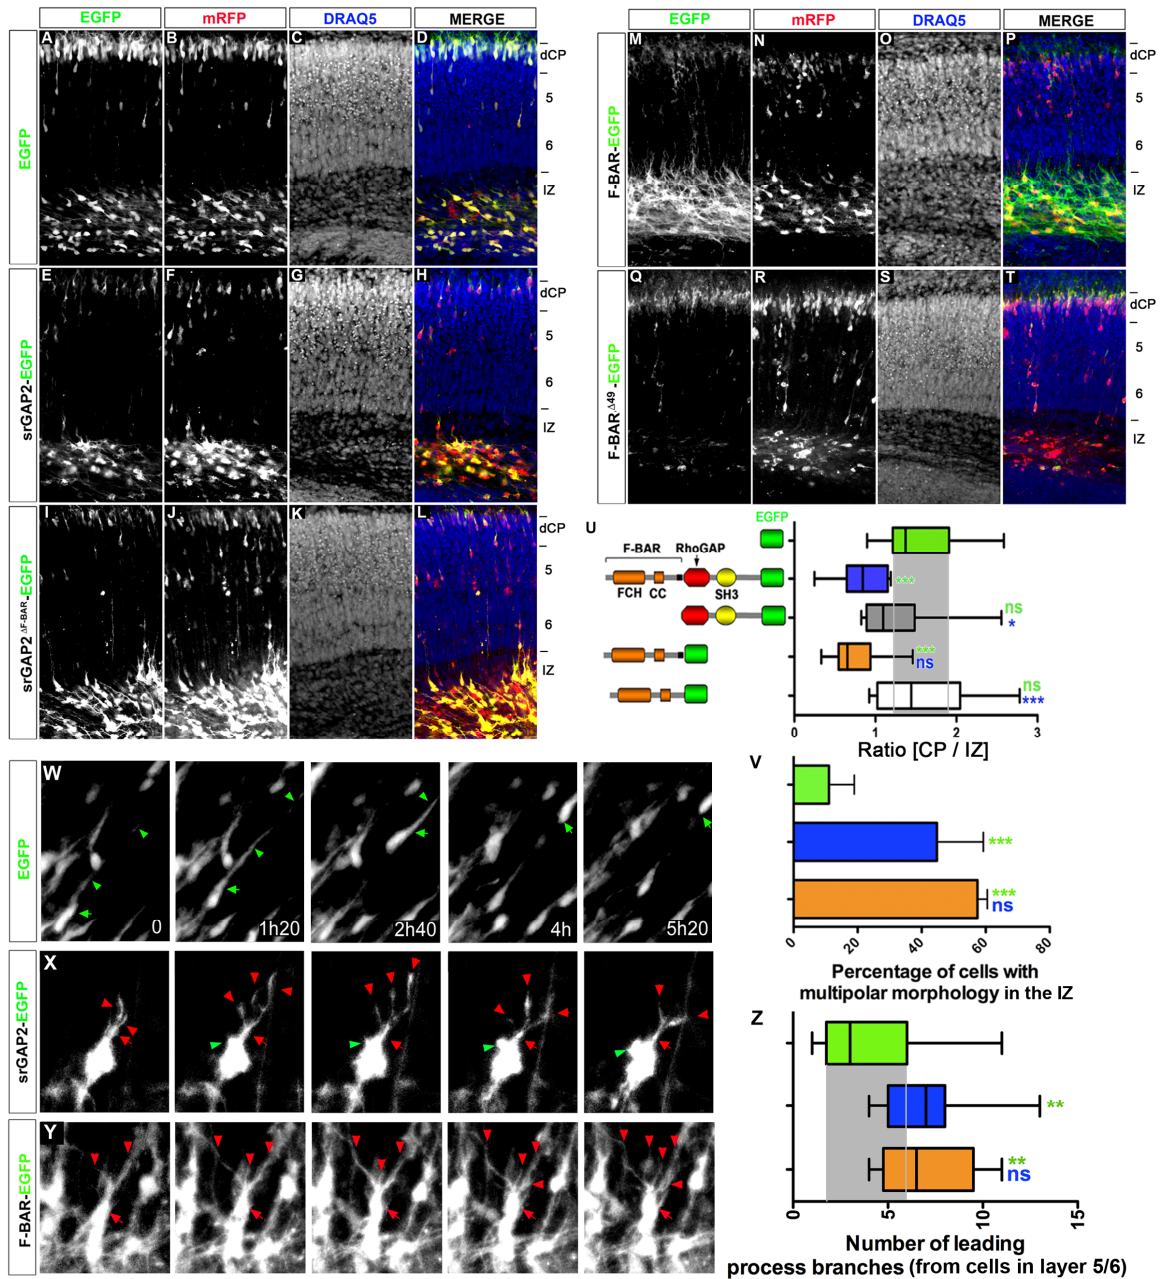 EGFP mRFP DRAQ5 MERGE
EGFP
A B C D
dCP
5
6
IZ
srGAP2-EGFP
E F G H
dCP
5
6
IZ
srGAP2 ΔF-BAR-EGFP
I J K L
dCP
5
6
IZ
EGFP mRFP DRAQ5 MERGE
F-BAR-EGFP
M N O P
dCP
5
6
IZ
F-BAR Δ49 -EGFP
Q R S T
dCP
5
6
IZ
U
EGFP
F-BAR RhoGAP
FCH CC SH3
***
ns
*
***
ns
ns
***
0 1 2 3
Ratio [CP / IZ]
V
***
***
ns
0 20 40 60 80
Percentage of cells with
multipolar morphology in the IZ
EGFP
W
0 1h20 2h40 4h 5h20
srGAP2-EGFP
X
F-BAR-EGFP
Y
Z
**
**
ns
0 5 10 15
Number of leading
process branches (from cells in layer 5/6)